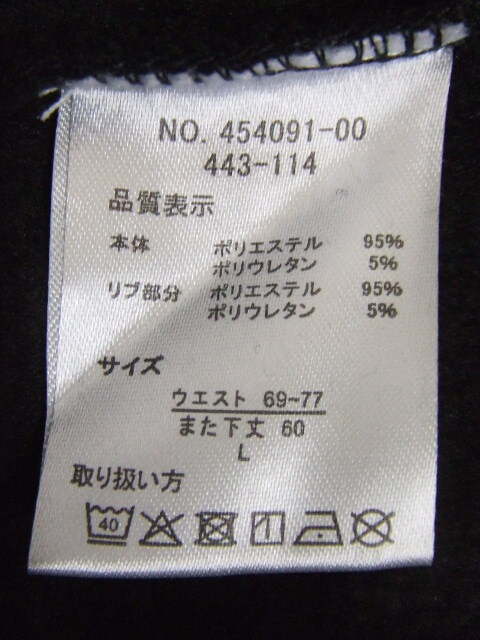 NO. 454091-00
443-114
品質表示
本体 ポリエステル 95%
ポリウレタン 5%
リブ部分 ポリエステル 95%
ポリウレタン 5%
サイズ
ウエスト 69~77
また下丈 60
L
取り扱い方
40